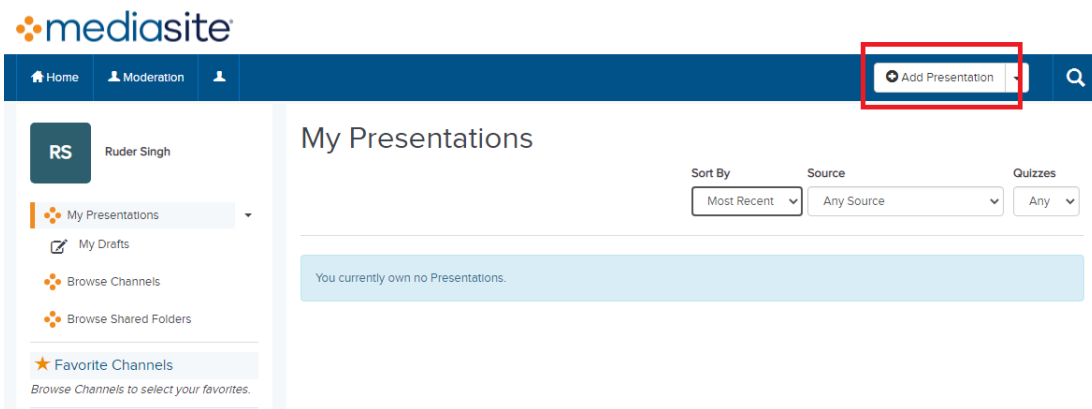 mediasite
Home Moderation Add Presentation
RS Ruder Singh
My Presentations
My Drafts
Browse Channels
Browse Shared Folders
Favorite Channels
Browse Channels to select your favorites.
My Presentations
Sort By Source Quizzes
Most Recent Any Source Any
You currently own no Presentations.